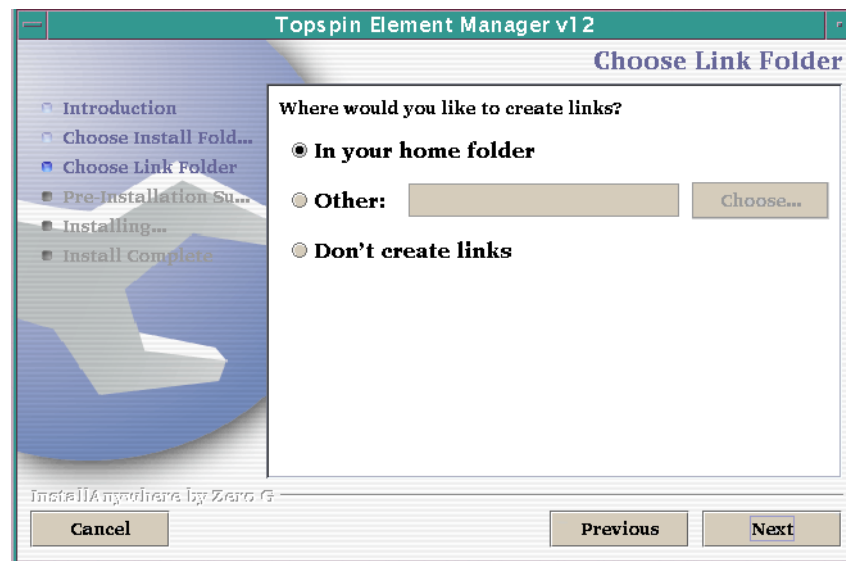 Topspin Element Manager v12
Choose Link Folder
Introduction
Choose Install Fold...
Choose Link Folder
Pre-Installation Su...
Installing...
Install Complete
Where would you like to create links?
In your home folder
Other:
Choose...
Don't create links
InstallAnywhere by Zero G
Cancel
Previous
Next